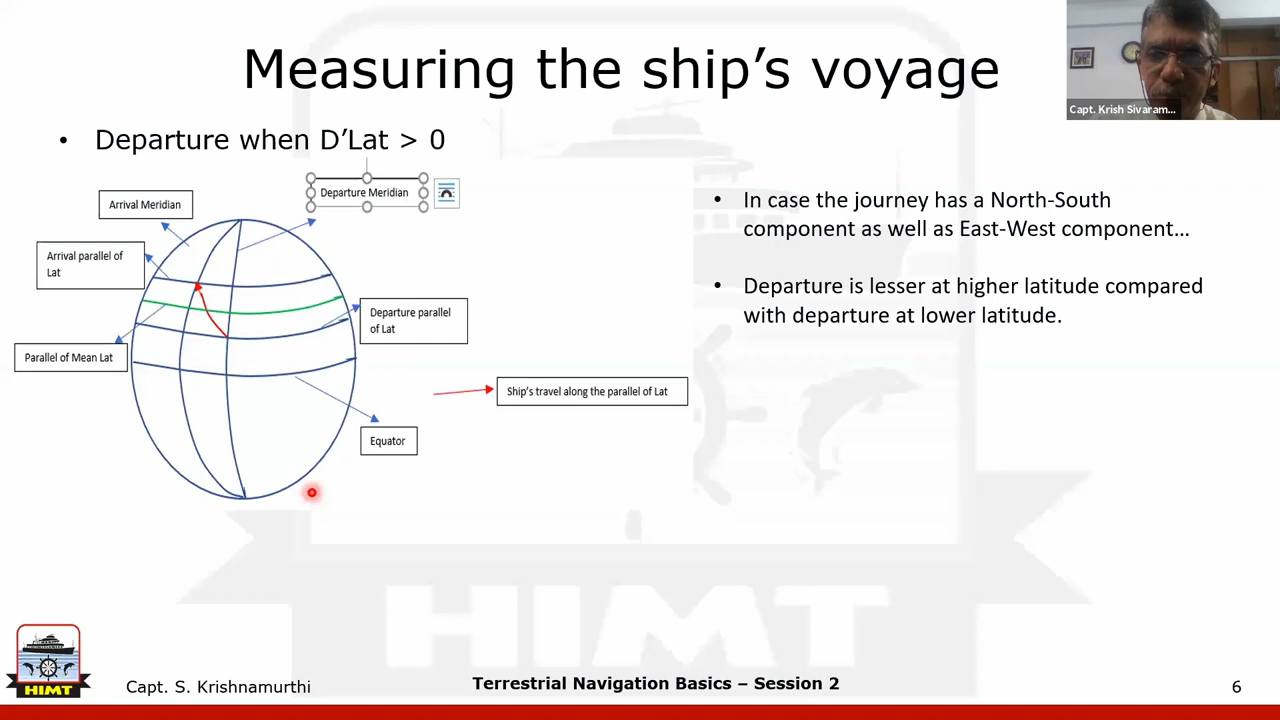 Measuring the ship's voyage
Capt. Krish Sivaram...
• Departure when D'Lat > 0
Departure Meridian
Arrival Meridian
Arrival parallel of
Lat
Departure parallel
of Lat
Parallel of Mean Lat
Ship's travel along the parallel of Lat
Equator
• In case the journey has a North-South
component as well as East-West component…
• Departure is lesser at higher latitude compared
with departure at lower latitude.
HIMT
HIMT
Capt. S. Krishnamurthi
Terrestrial Navigation Basics – Session 2
6